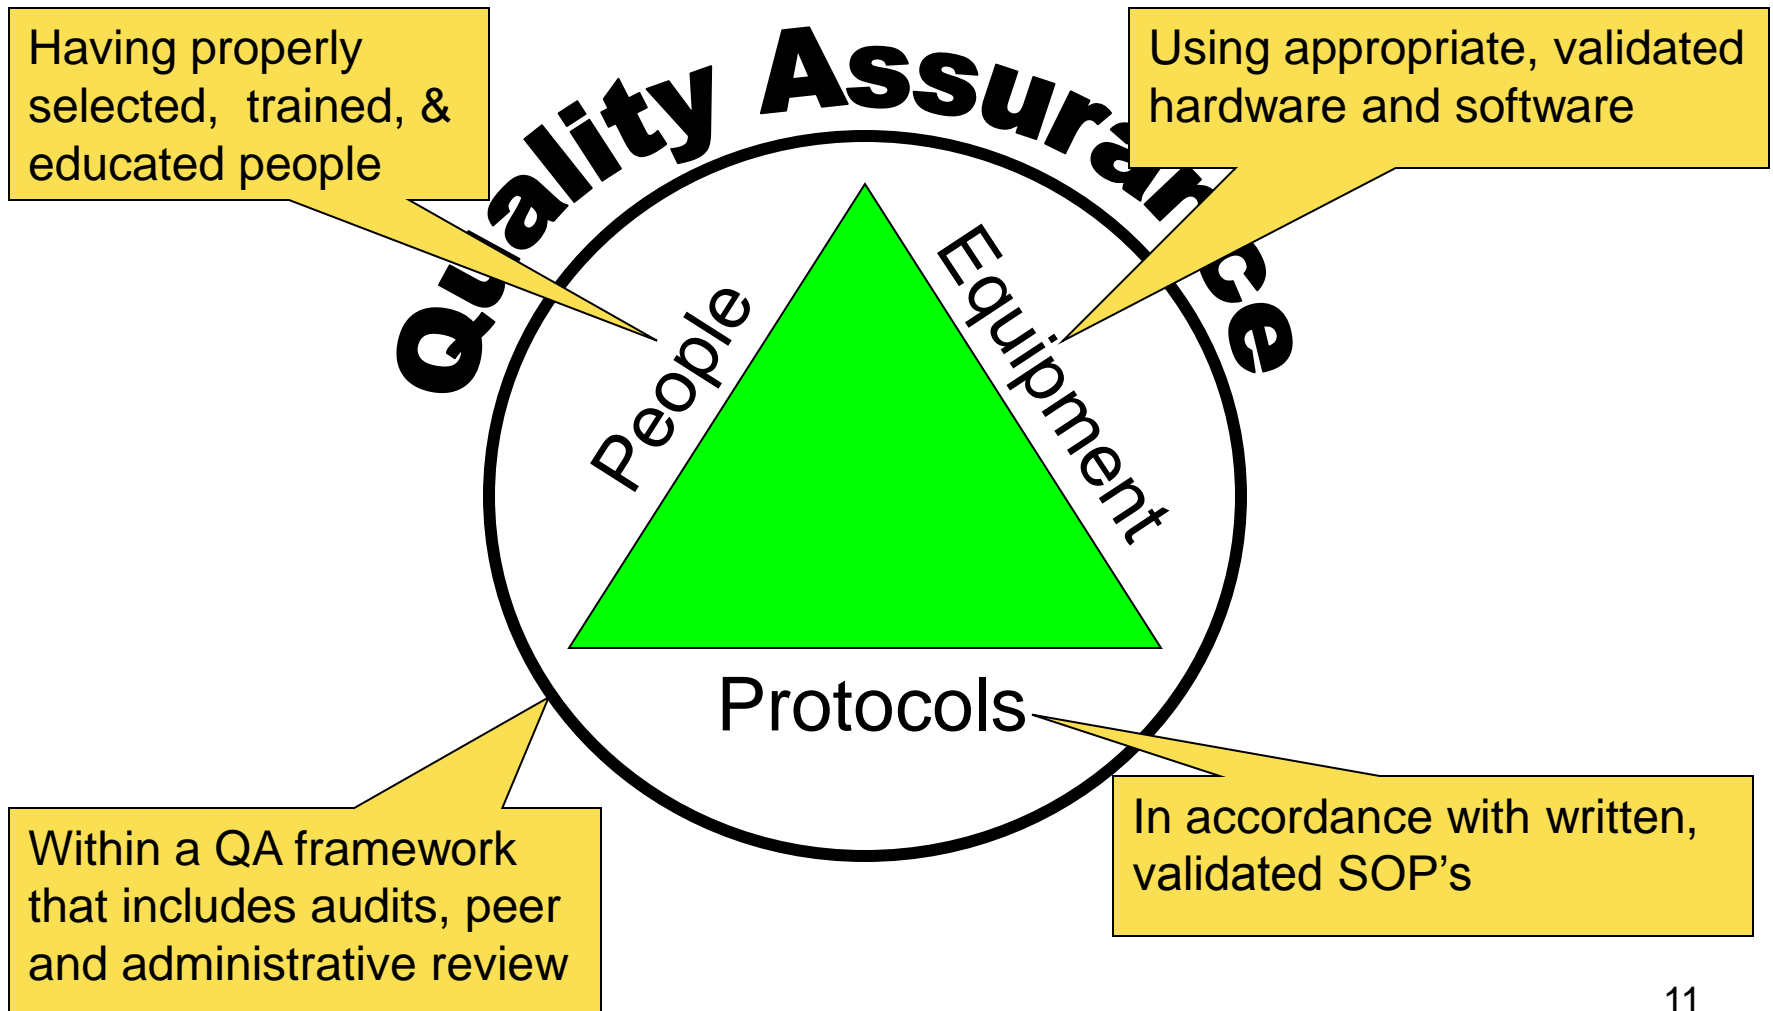 Having properly
selected, trained, &
educated people
Quality Assurance
Using appropriate, validated
hardware and software
People
Equipment
Protocols
Within a QA framework
that includes audits, peer
and administrative review
In accordance with written,
validated SOP’s
11